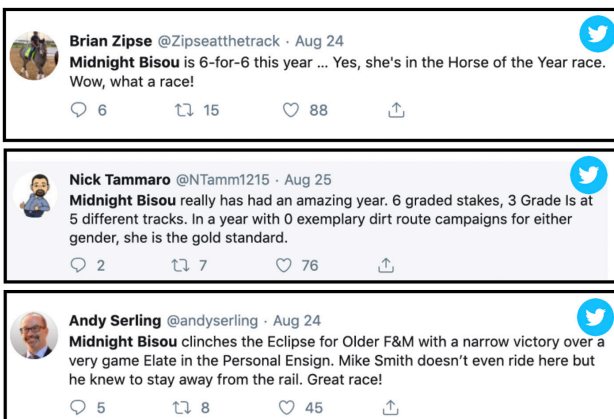 Brian Zipse @Zipseatthetrack · Aug 24
Midnight Bisou is 6-for-6 this year ... Yes, she's in the Horse of the Year race.
Wow, what a race!
6 15 88
Nick Tammaro @NTamm1215 · Aug 25
Midnight Bisou really has had an amazing year. 6 graded stakes, 3 Grade Is at
5 different tracks. In a year with 0 exemplary dirt route campaigns for either
gender, she is the gold standard.
2 7 76
Andy Serling @andyserling · Aug 24
Midnight Bisou clinches the Eclipse for Older F&M with a narrow victory over a
very game Elate in the Personal Ensign. Mike Smith doesn't even ride here but
he knew to stay away from the rail. Great race!
5 8 45